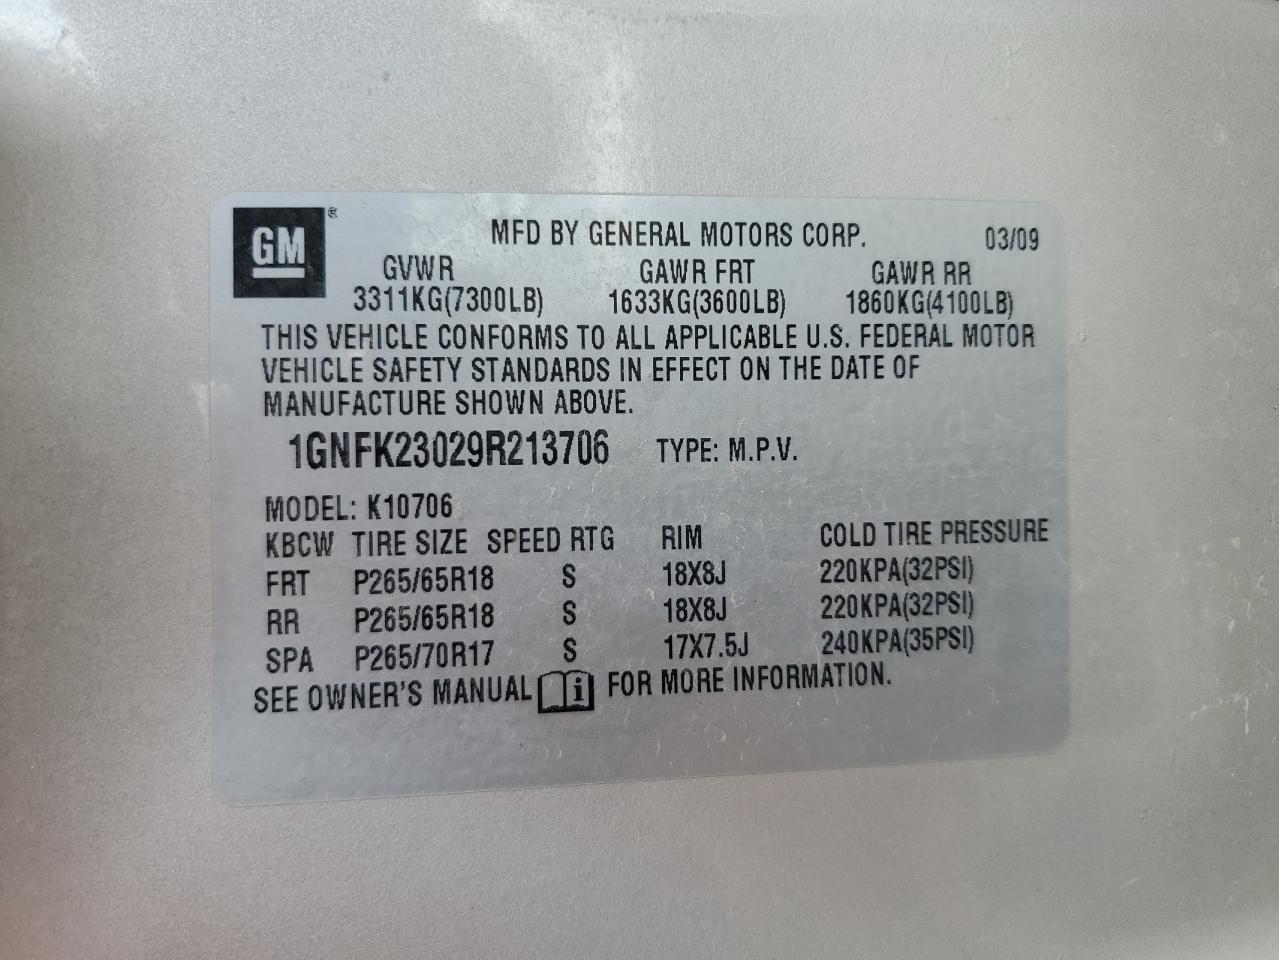 GM®
MFD BY GENERAL MOTORS CORP. 03/09
GVWR GAWR FRT GAWR RR
3311KG(7300LB) 1633KG(3600LB) 1860KG(4100LB)
THIS VEHICLE CONFORMS TO ALL APPLICABLE U.S. FEDERAL MOTOR
VEHICLE SAFETY STANDARDS IN EFFECT ON THE DATE OF
MANUFACTURE SHOWN ABOVE.
1GNFK23029R213706 TYPE: M.P.V.
MODEL: K10706
KBCW TIRE SIZE SPEED RTG RIM COLD TIRE PRESSURE
FRT P265/65R18 S 18X8J 220KPA(32PSI)
RR P265/65R18 S 18X8J 220KPA(32PSI)
SPA P265/70R17 S 17X7.5J 240KPA(35PSI)
SEE OWNER'S MANUAL i FOR MORE INFORMATION.